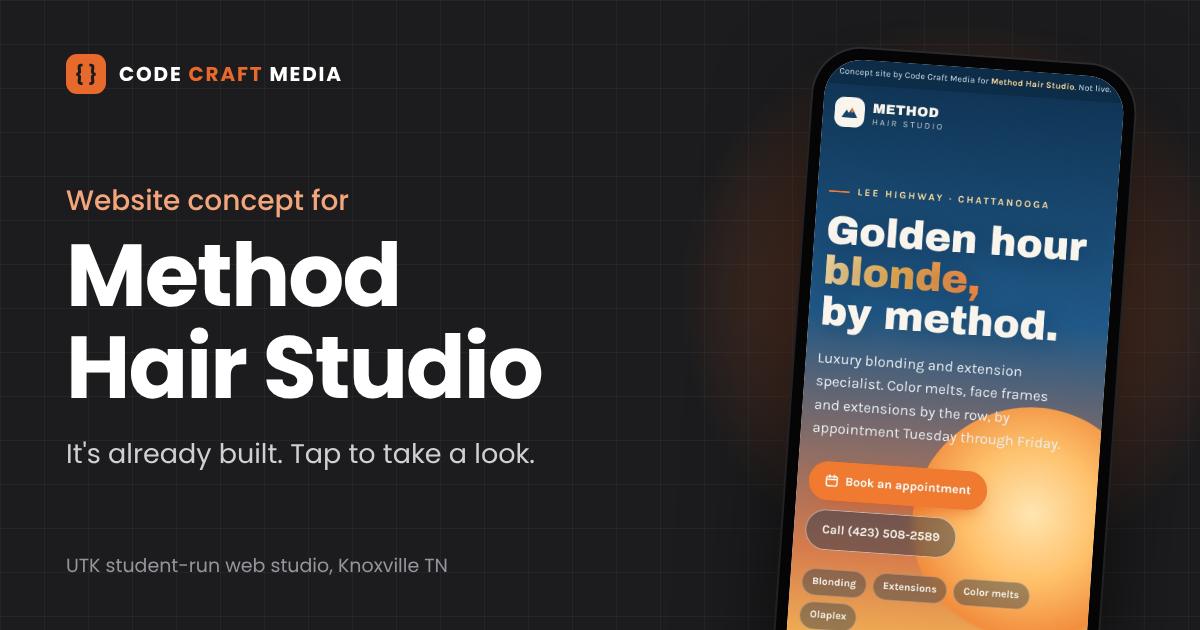 { } CODE CRAFT MEDIA
Website concept for
Method
Hair Studio
It's already built. Tap to take a look.
UTK student-run web studio, Knoxville TN
Concept site by Code Craft Media for Method Hair Studio. Not live.
METHOD
HAIR STUDIO
LEE HIGHWAY · CHATTANOOGA
Golden hour
blonde,
by method.
Luxury blonding and extension
specialist. Color melts, face frames
and extensions by the row, by
appointment Tuesday through Friday.
Book an appointment
Call (423) 508-2589
Blonding Extensions Color melts
Olaplex